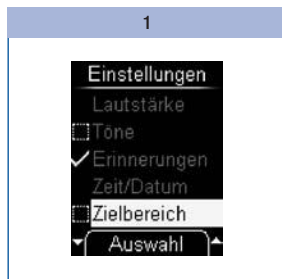 1
Einstellungen
Lautstärke
Töne
Erinnerungen
Zeit/Datum
Zielbereich
Auswahl